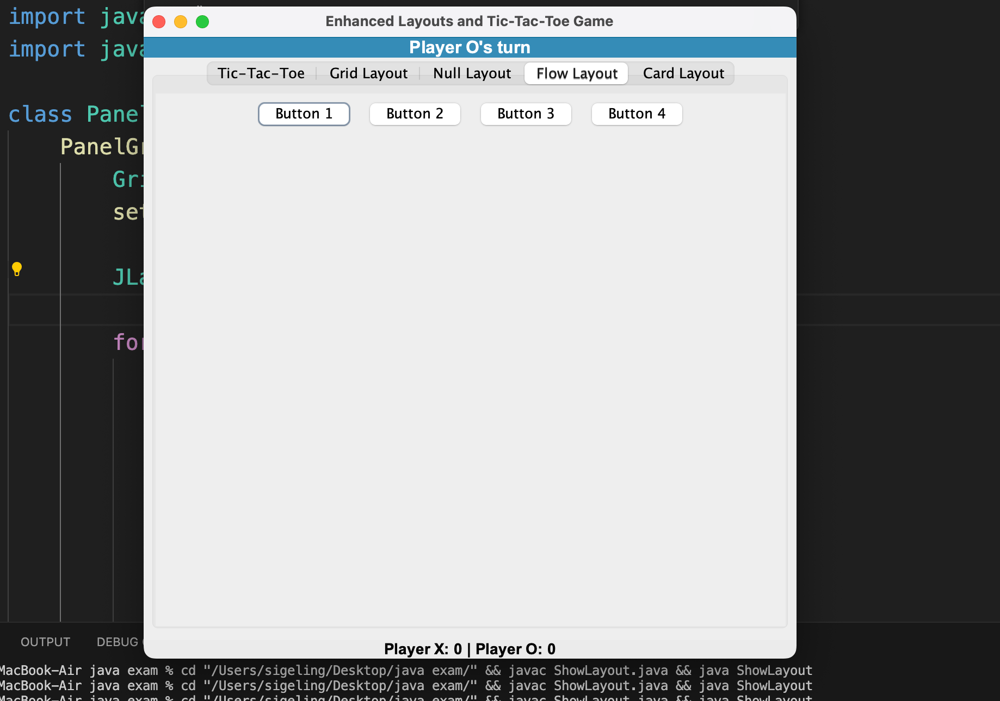 import java
import java
class Panel
PanelGr
Gri
set
JLa
for
Enhanced Layouts and Tic-Tac-Toe Game
Player O's turn
Tic-Tac-Toe Grid Layout Null Layout Flow Layout Card Layout
Button 1 Button 2 Button 3 Button 4
Player X: 0 | Player O: 0
OUTPUT DEBUG
MacBook-Air java exam % cd "/Users/sigeling/Desktop/java exam/" && javac ShowLayout.java && java ShowLayout
MacBook-Air java exam % cd "/Users/sigeling/Desktop/java exam/" && javac ShowLayout.java && java ShowLayout
MacBook-Air java exam % cd "/Users/sigeling/Desktop/java exam/" && javac ShowLayout.java && java ShowLayout